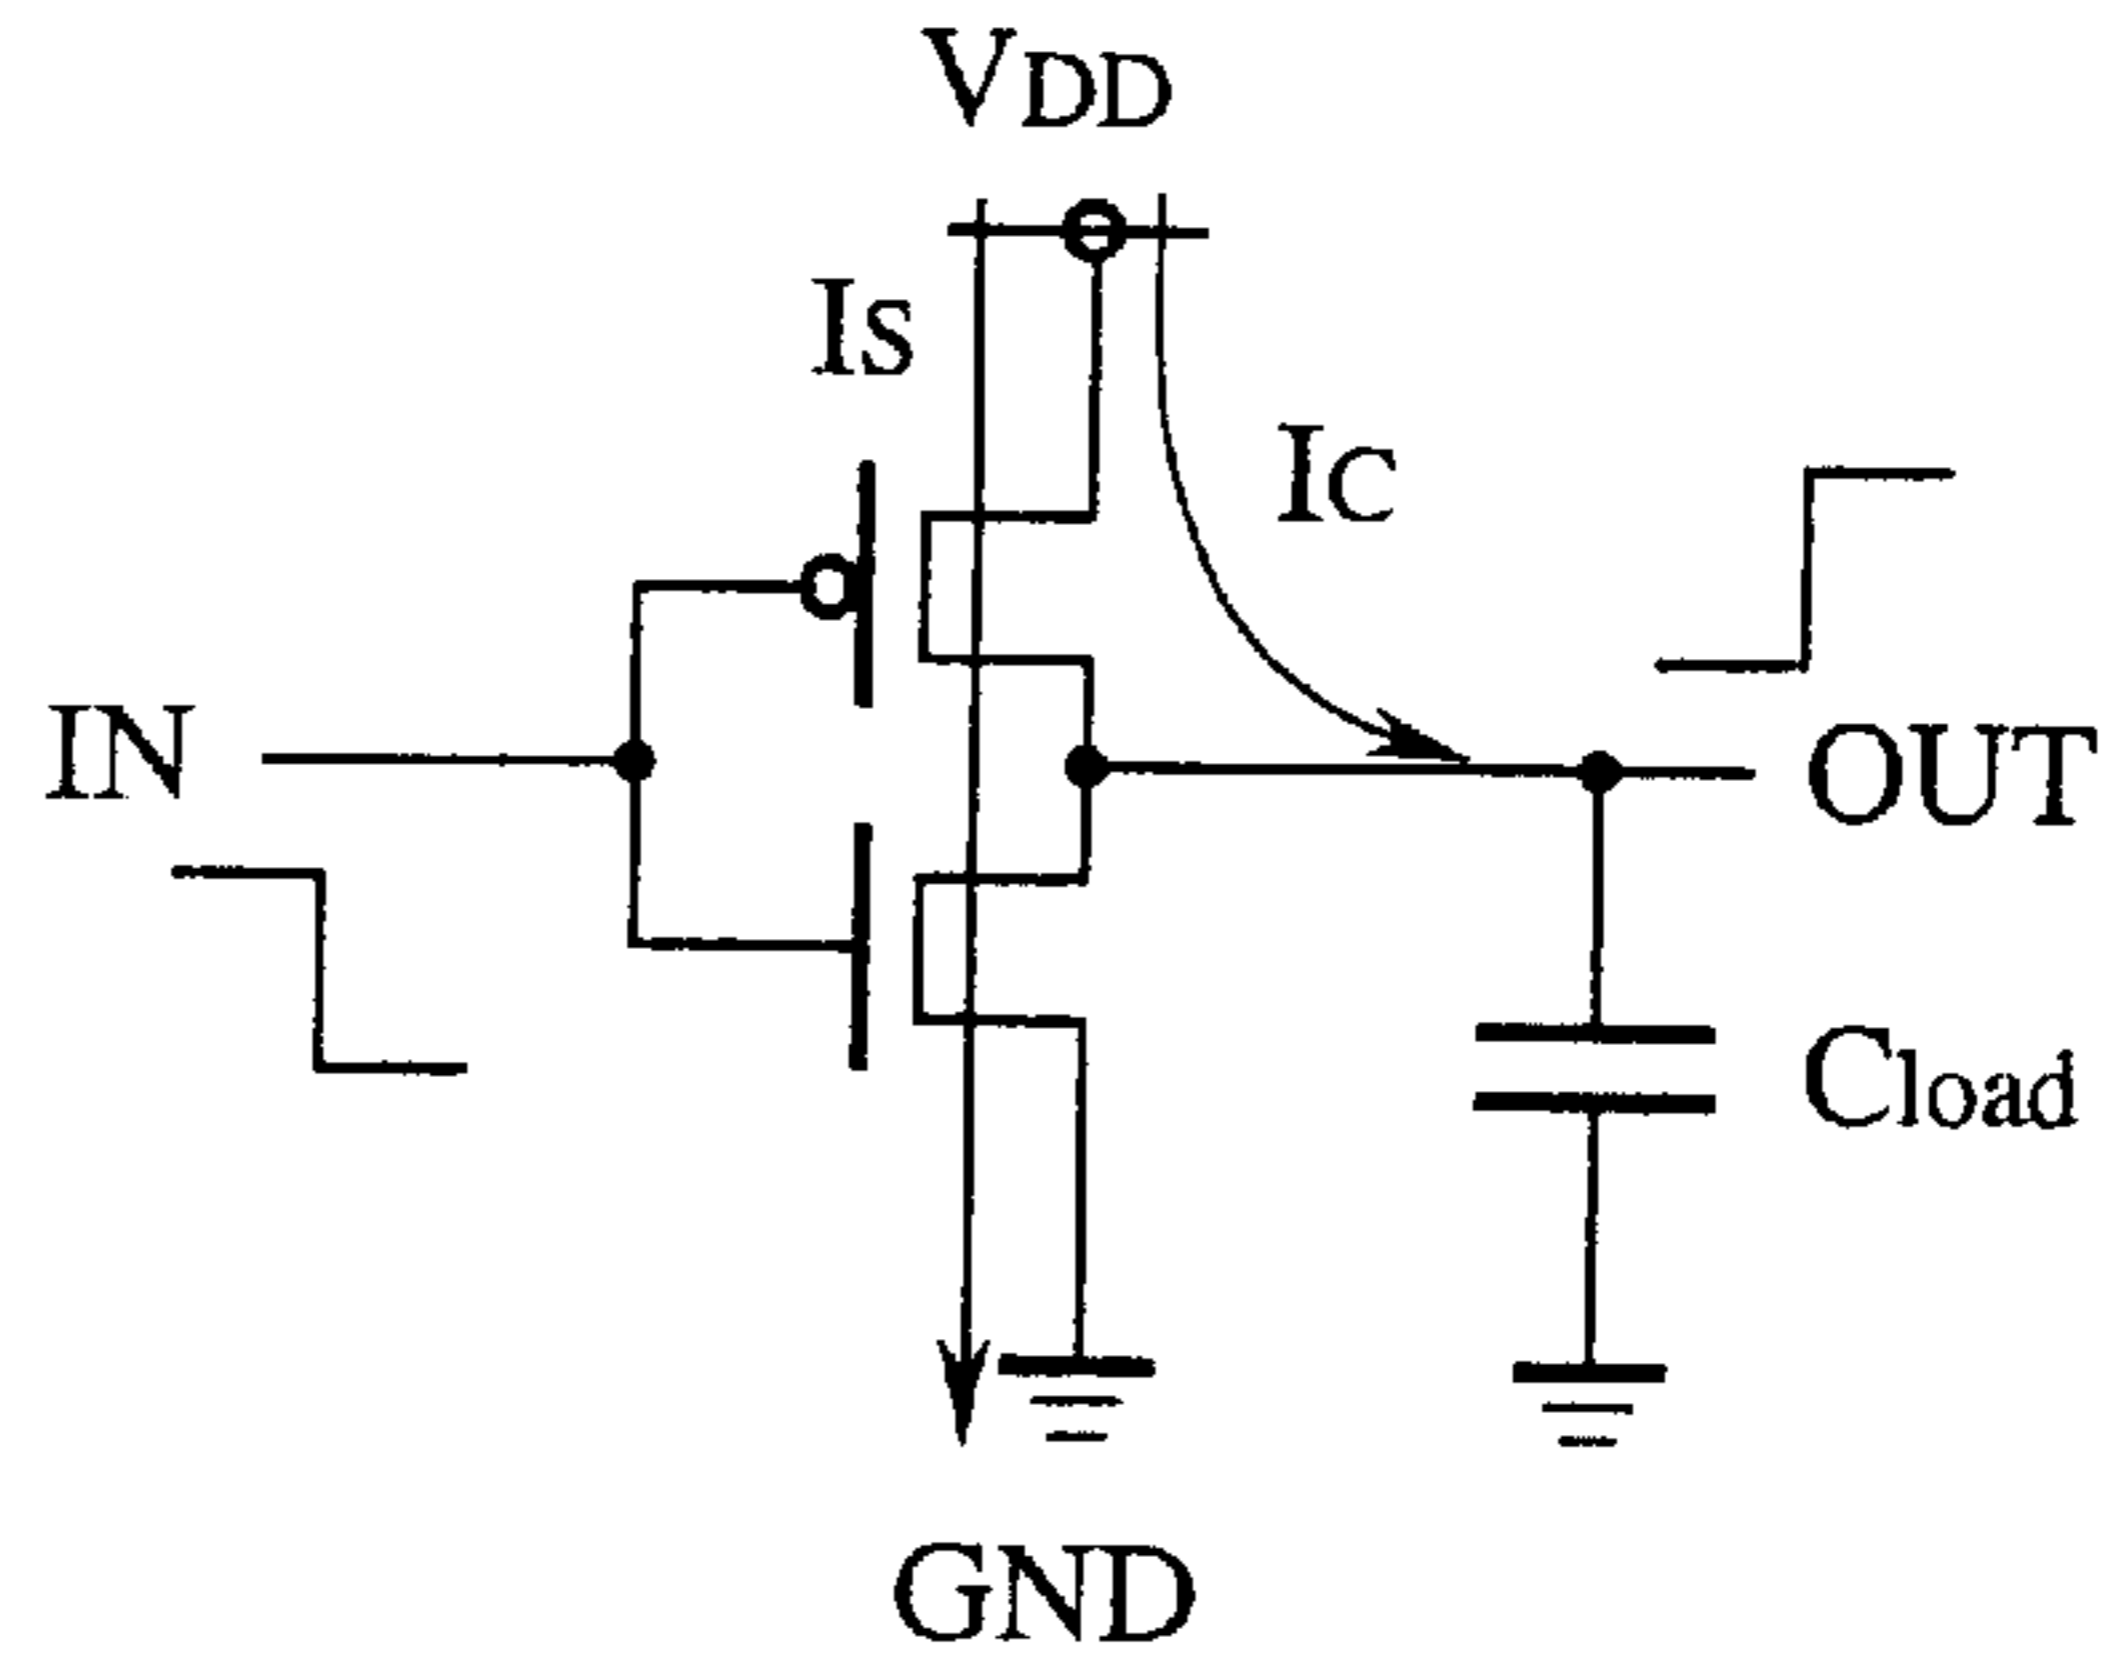 VDD
IS
IC
IN
OUT
Cload
GND